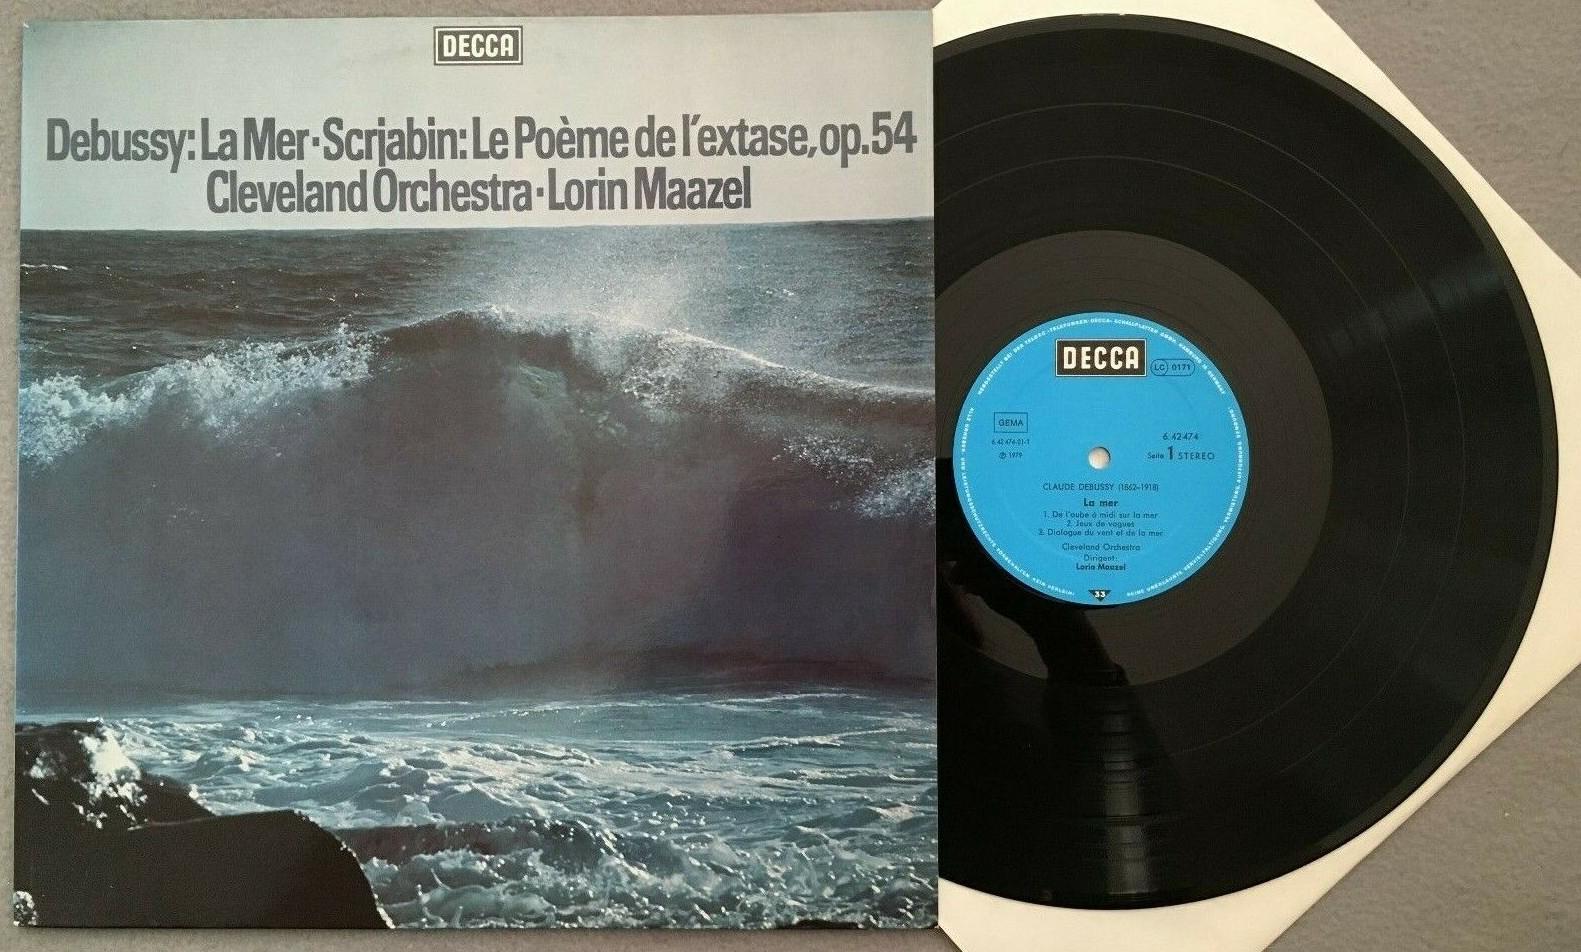 DECCA
Debussy: La Mer·Scrjabin: Le Poème de l'extase, op.54
Cleveland Orchestra·Lorin Maazel
DECCA
LC 0171
GEMA
6.42474-01-1
℗ 1979
6.42474
Seite 1 STEREO
CLAUDE DEBUSSY (1862–1918)
La mer
1. De l'aube à midi sur la mer
2. Jeux de vagues
3. Dialogue du vent et de la mer
Cleveland Orchestra
Dirigent:
Lorin Maazel
33